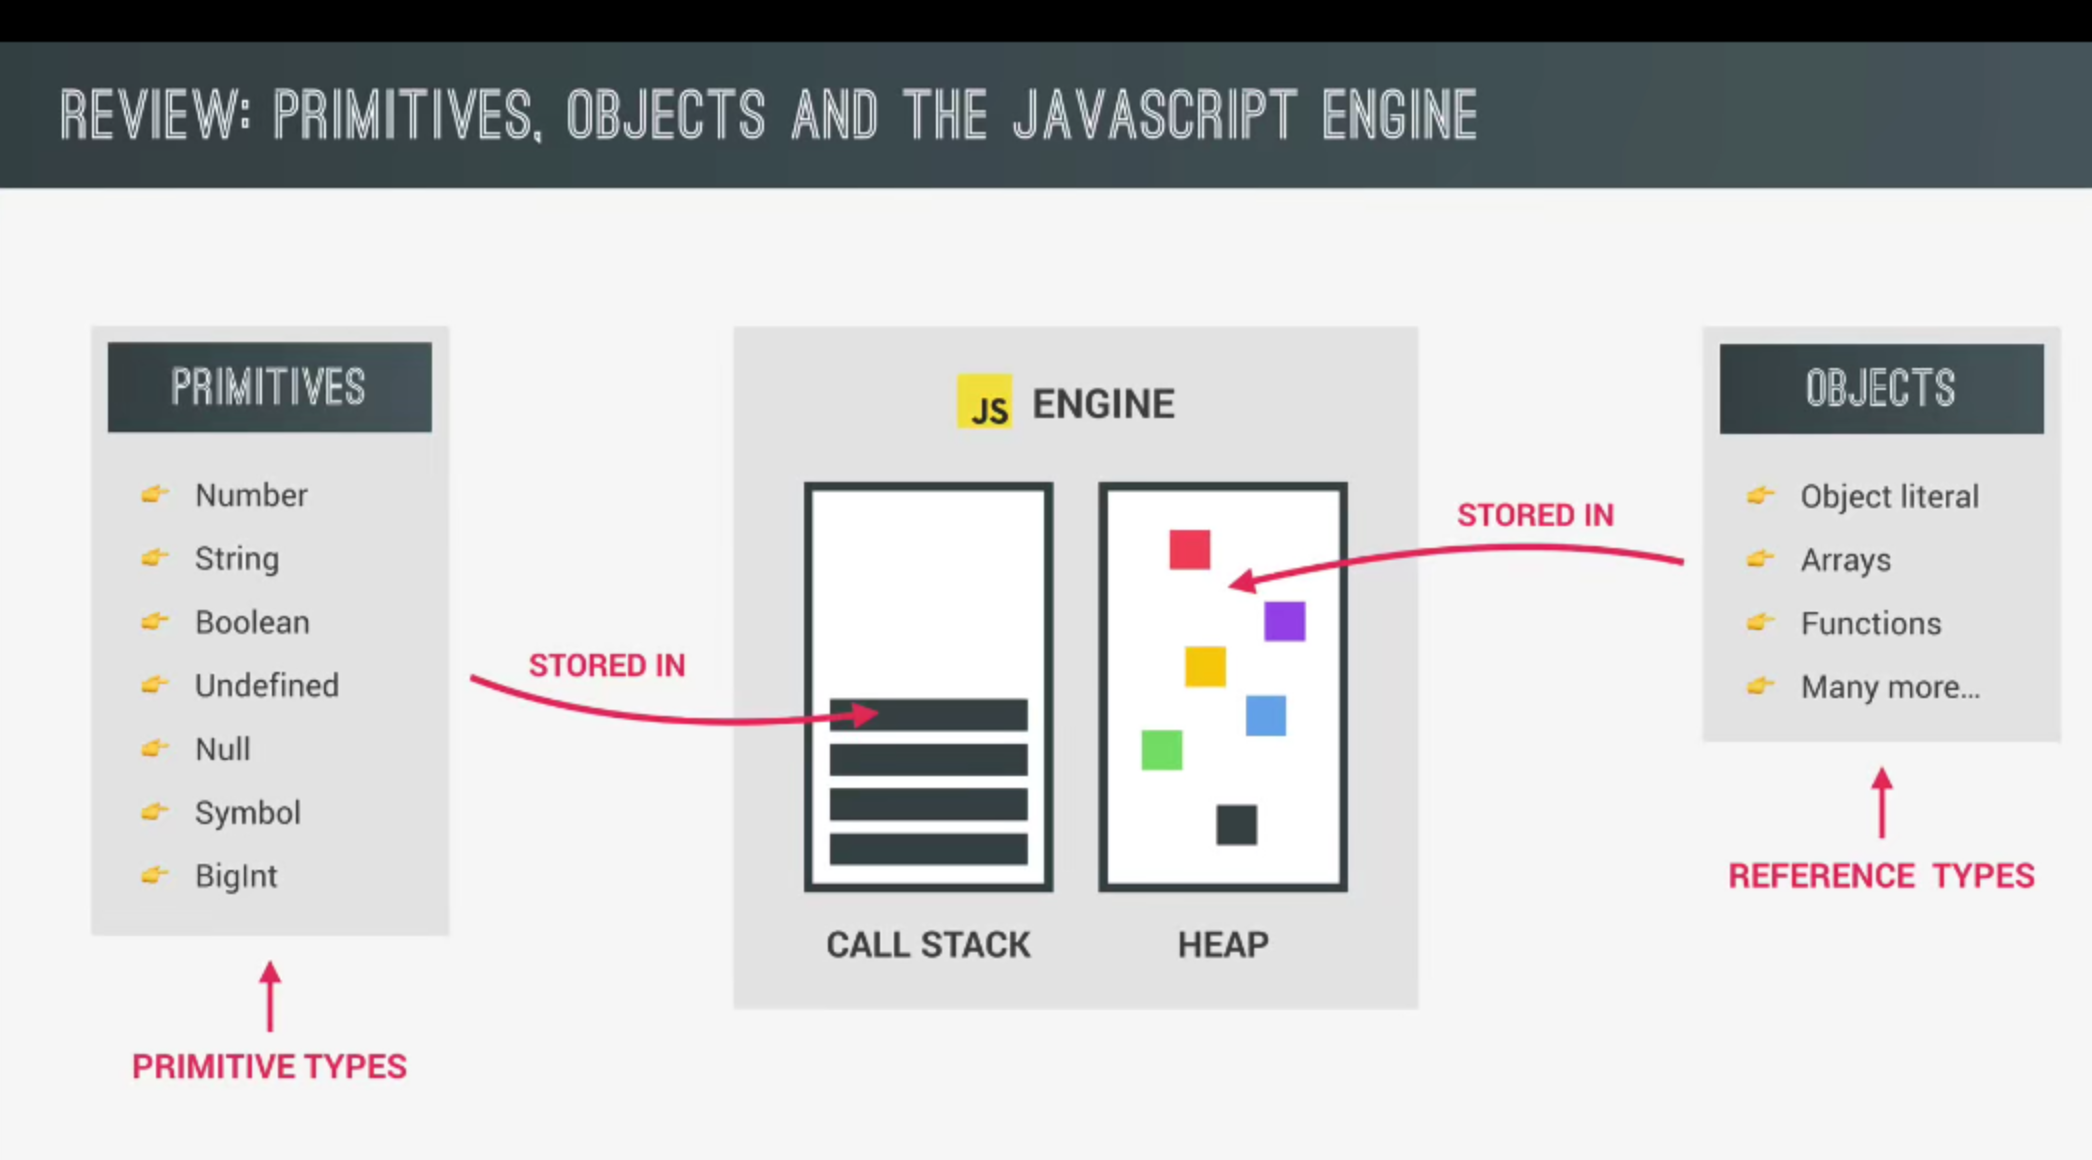 REVIEW: PRIMITIVES, OBJECTS AND THE JAVASCRIPT ENGINE
PRIMITIVES
Number
String
Boolean
Undefined
Null
Symbol
BigInt
PRIMITIVE TYPES
STORED IN
JS ENGINE
CALL STACK
HEAP
STORED IN
OBJECTS
Object literal
Arrays
Functions
Many more...
REFERENCE TYPES